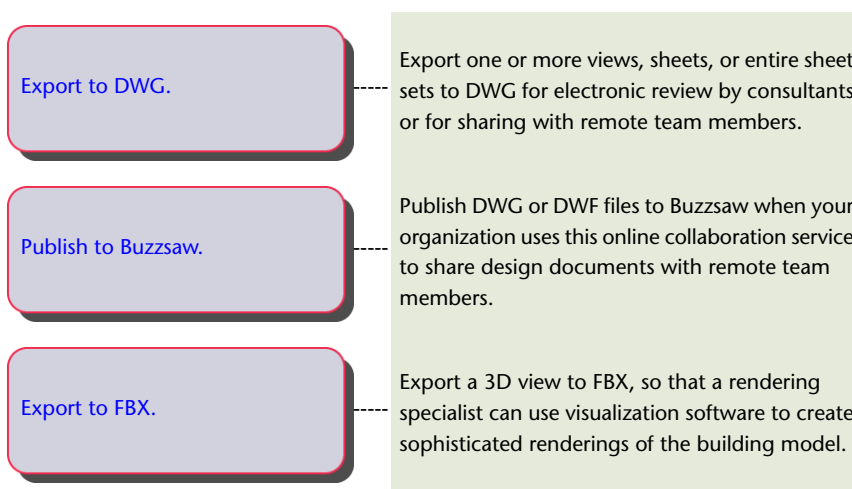 Export to DWG.
Export one or more views, sheets, or entire sheet
sets to DWG for electronic review by consultants
or for sharing with remote team members.
Publish to Buzzsaw.
Publish DWG or DWF files to Buzzsaw when your
organization uses this online collaboration service
to share design documents with remote team
members.
Export to FBX.
Export a 3D view to FBX, so that a rendering
specialist can use visualization software to create
sophisticated renderings of the building model.